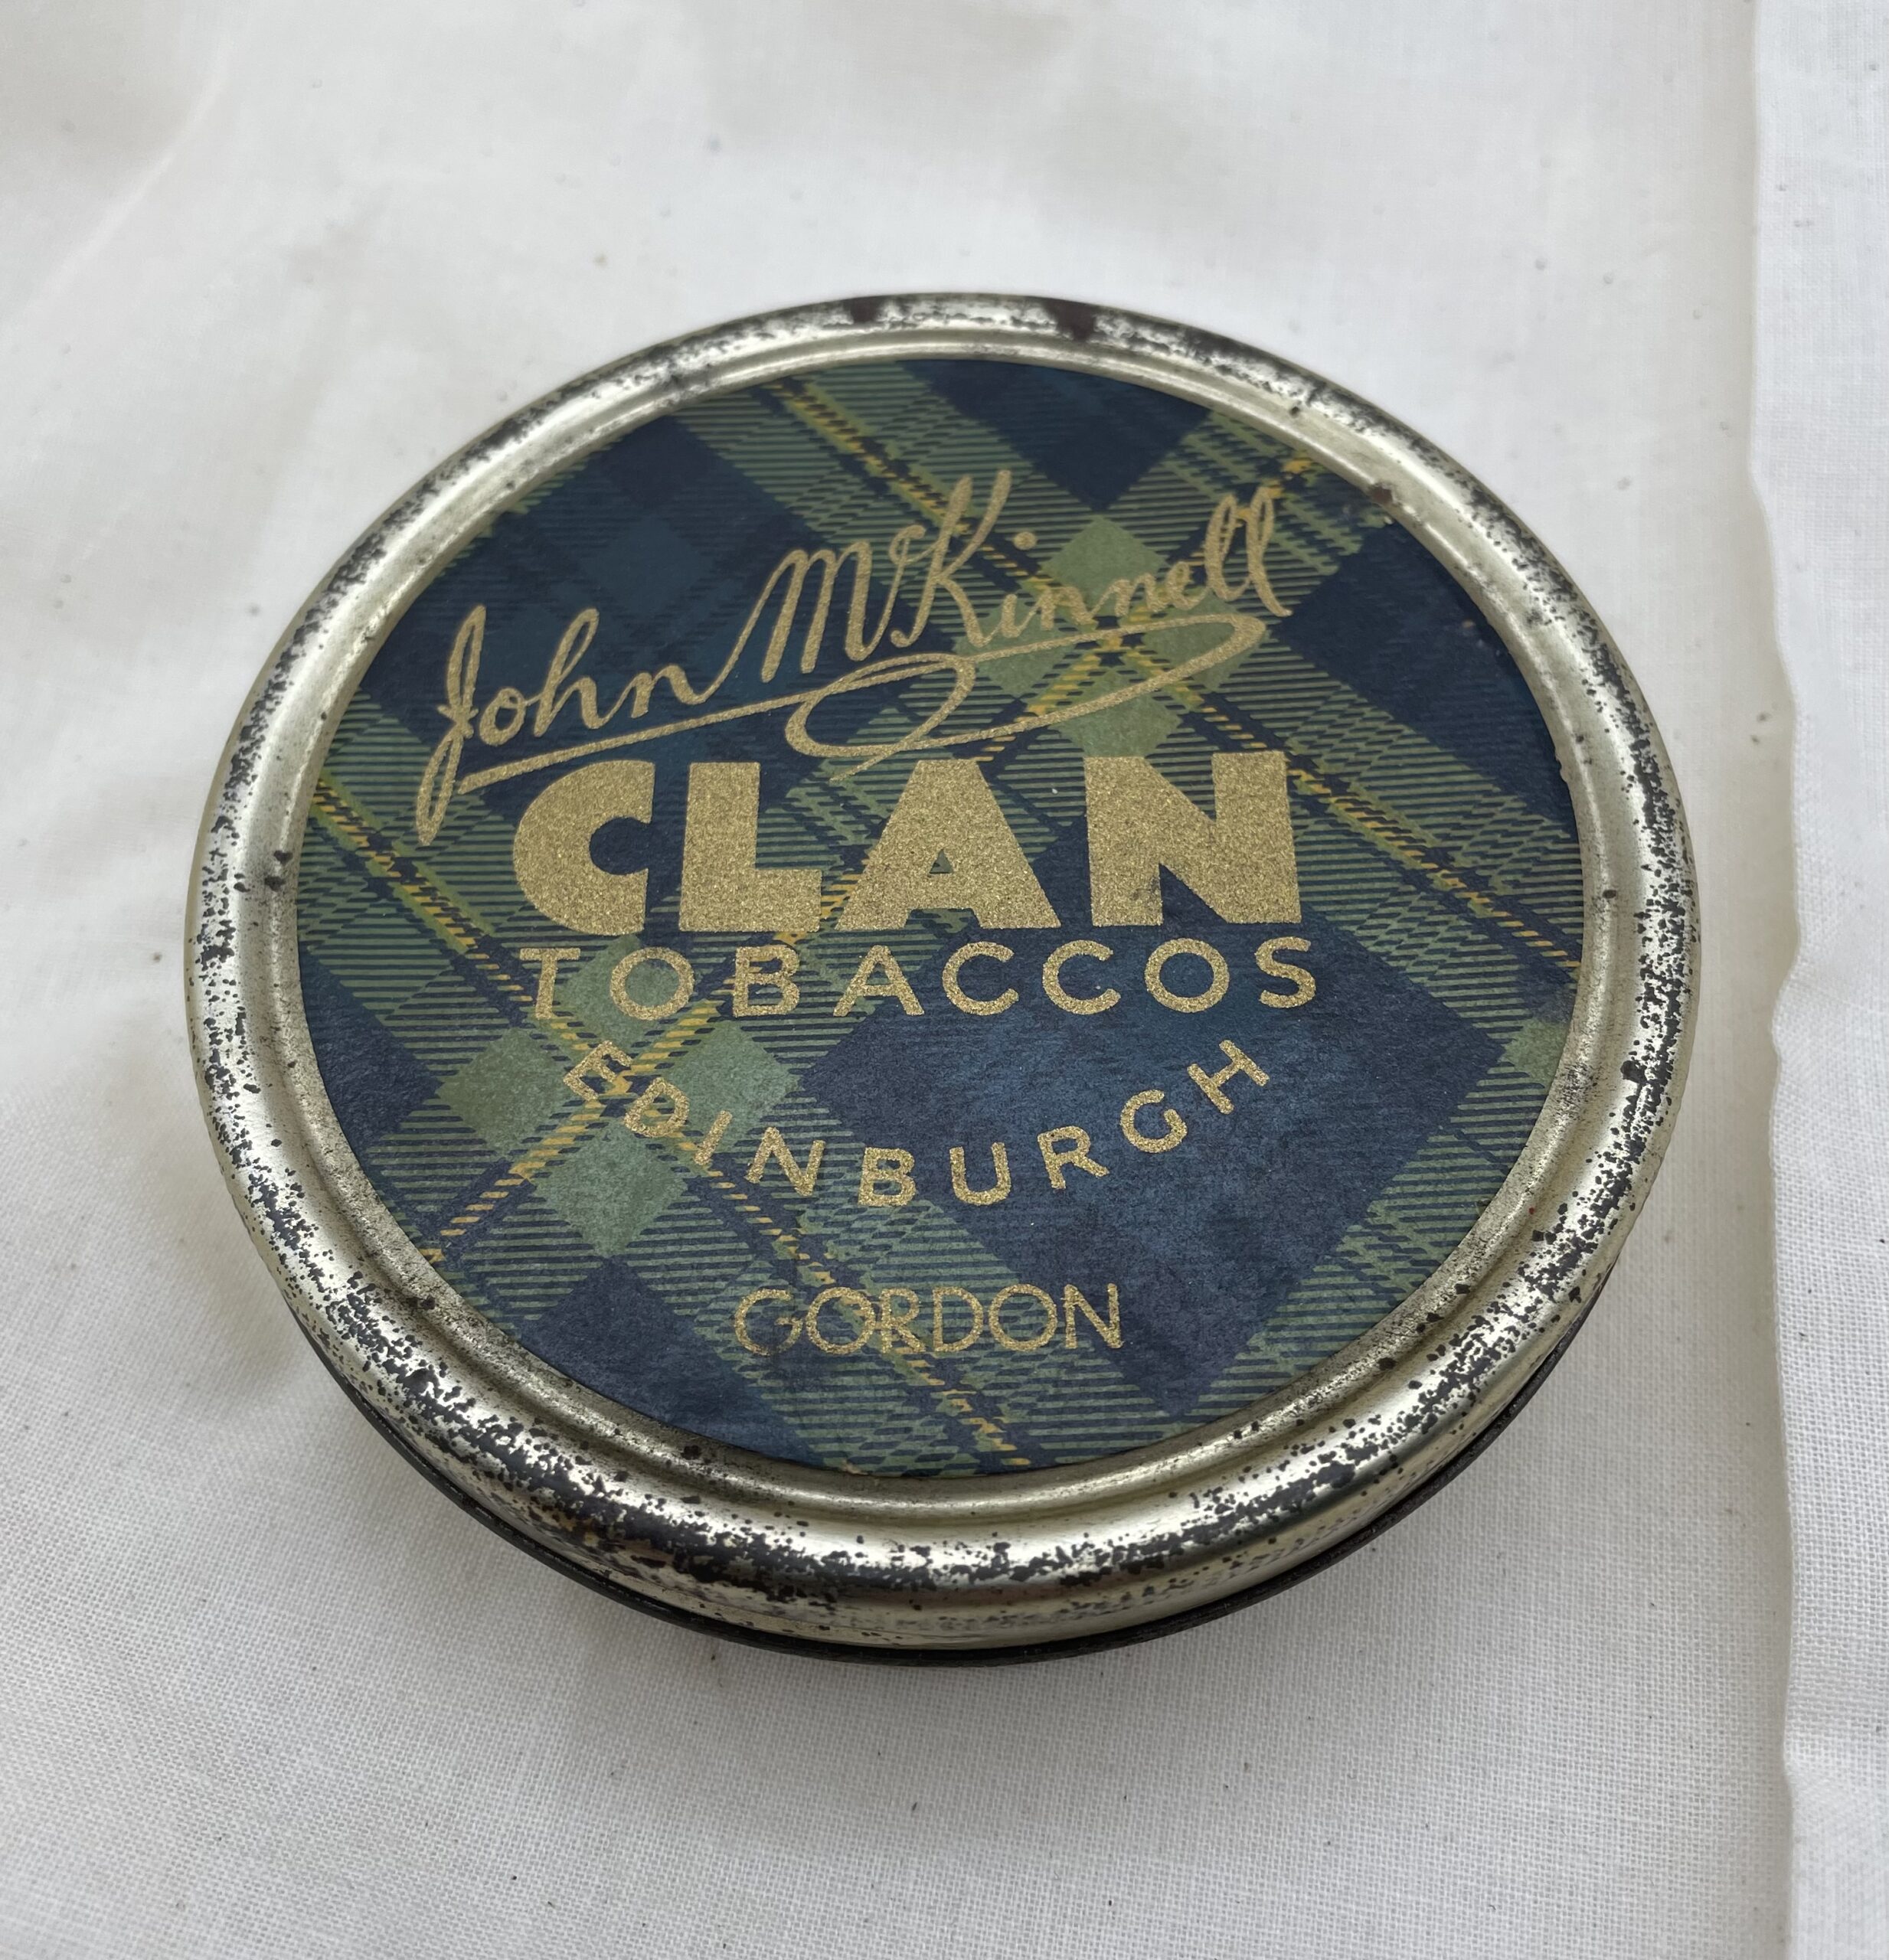 John McKinnell
CLAN
TOBACCOS
EDINBURGH
GORDON